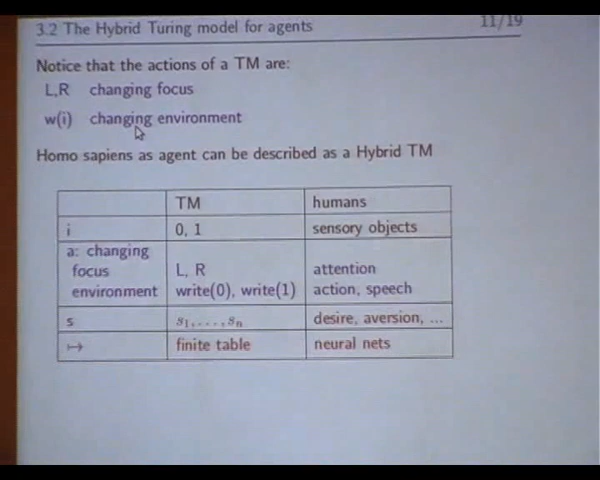 3.2 The Hybrid Turing model for agents 11/19
Notice that the actions of a TM are:
L,R changing focus
w(i) changing environment
Homo sapiens as agent can be described as a Hybrid TM
TM humans
i 0, 1 sensory objects
a: changing
focus L, R attention
environment write(0), write(1) action, speech
s s₁,...,sₙ desire, aversion, ...
↦ finite table neural nets